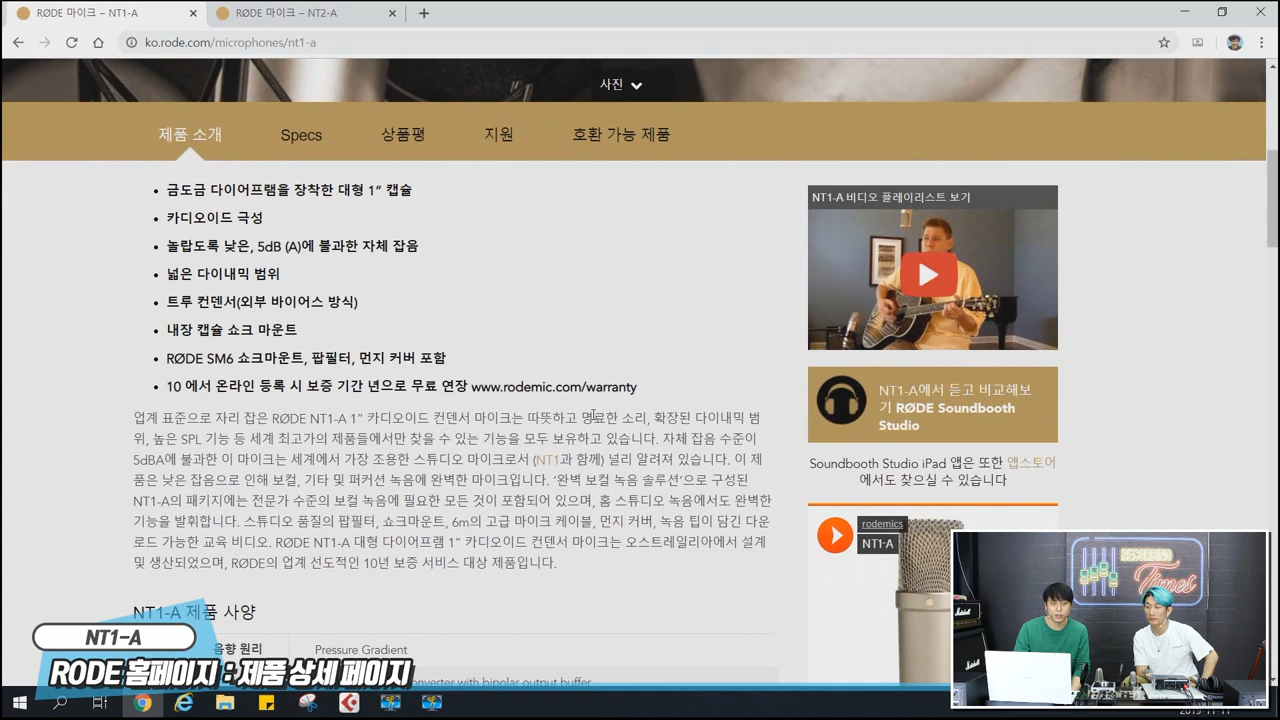 RØDE 마이크 – NT1-A
RØDE 마이크 – NT2-A
ko.rode.com/microphones/nt1-a
사진
제품 소개
Specs
상품평
지원
호환 가능 제품
• 금도금 다이어프램을 장착한 대형 1” 캡슐
• 카디오이드 극성
• 놀랍도록 낮은, 5dB (A)에 불과한 자체 잡음
• 넓은 다이내믹 범위
• 트루 컨덴서(외부 바이어스 방식)
• 내장 캡슐 쇼크 마운트
• RØDE SM6 쇼크마운트, 팝필터, 먼지 커버 포함
• 10 에서 온라인 등록 시 보증 기간 년으로 무료 연장 www.rodemic.com/warranty
업계 표준으로 자리 잡은 RØDE NT1-A 1” 카디오이드 컨덴서 마이크는 따뜻하고 명료한 소리, 확장된 다이내믹 범
위, 높은 SPL 기능 등 세계 최고가의 제품들에서만 찾을 수 있는 기능을 모두 보유하고 있습니다. 자체 잡음 수준이
5dBA에 불과한 이 마이크는 세계에서 가장 조용한 스튜디오 마이크로서 (NT1과 함께) 널리 알려져 있습니다. 이 제
품은 낮은 잡음으로 인해 보컬, 기타 및 퍼커션 녹음에 완벽한 마이크입니다. ‘완벽 보컬 녹음 솔루션’으로 구성된
NT1-A의 패키지에는 전문가 수준의 보컬 녹음에 필요한 모든 것이 포함되어 있으며, 홈 스튜디오 녹음에서도 완벽한
기능을 발휘합니다. 스튜디오 품질의 팝필터, 쇼크마운트, 6m의 고급 마이크 케이블, 먼지 커버, 녹음 팁이 담긴 다운
로드 가능한 교육 비디오. RØDE NT1-A 대형 다이어프램 1” 카디오이드 컨덴서 마이크는 오스트레일리아에서 설계
및 생산되었으며, RØDE의 업계 선도적인 10년 보증 서비스 대상 제품입니다.
NT1-A 제품 사양
음향 원리
Pressure Gradient
converter with bipolar output buffer
NT1-A 비디오 플레이리스트 보기
NT1-A에서 듣고 비교해보
기 RØDE Soundbooth
Studio
Soundbooth Studio iPad 앱은 또한 앱스토어
에서도 찾으실 수 있습니다
rodemics
NT1-A
NT1-A
RODE 홈페이지 : 제품 상세 페이지
RECORDING
Times
Marshall
2019-11-11